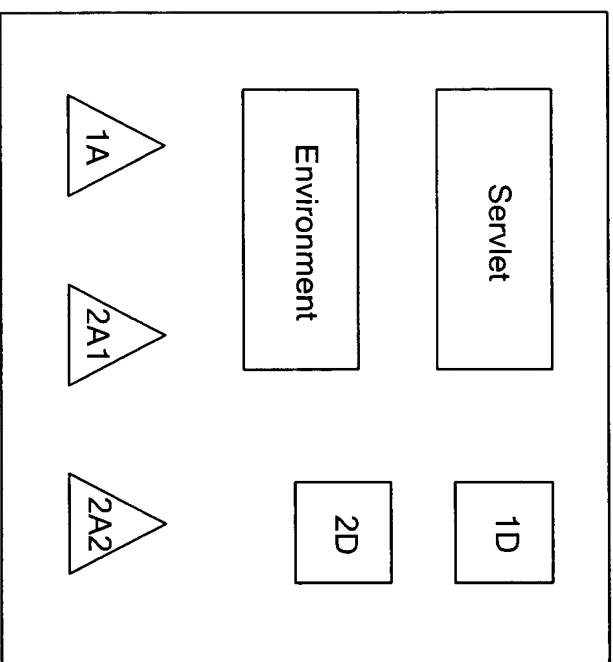 Servlet
1D
Environment
2D
1A
2A1
2A2